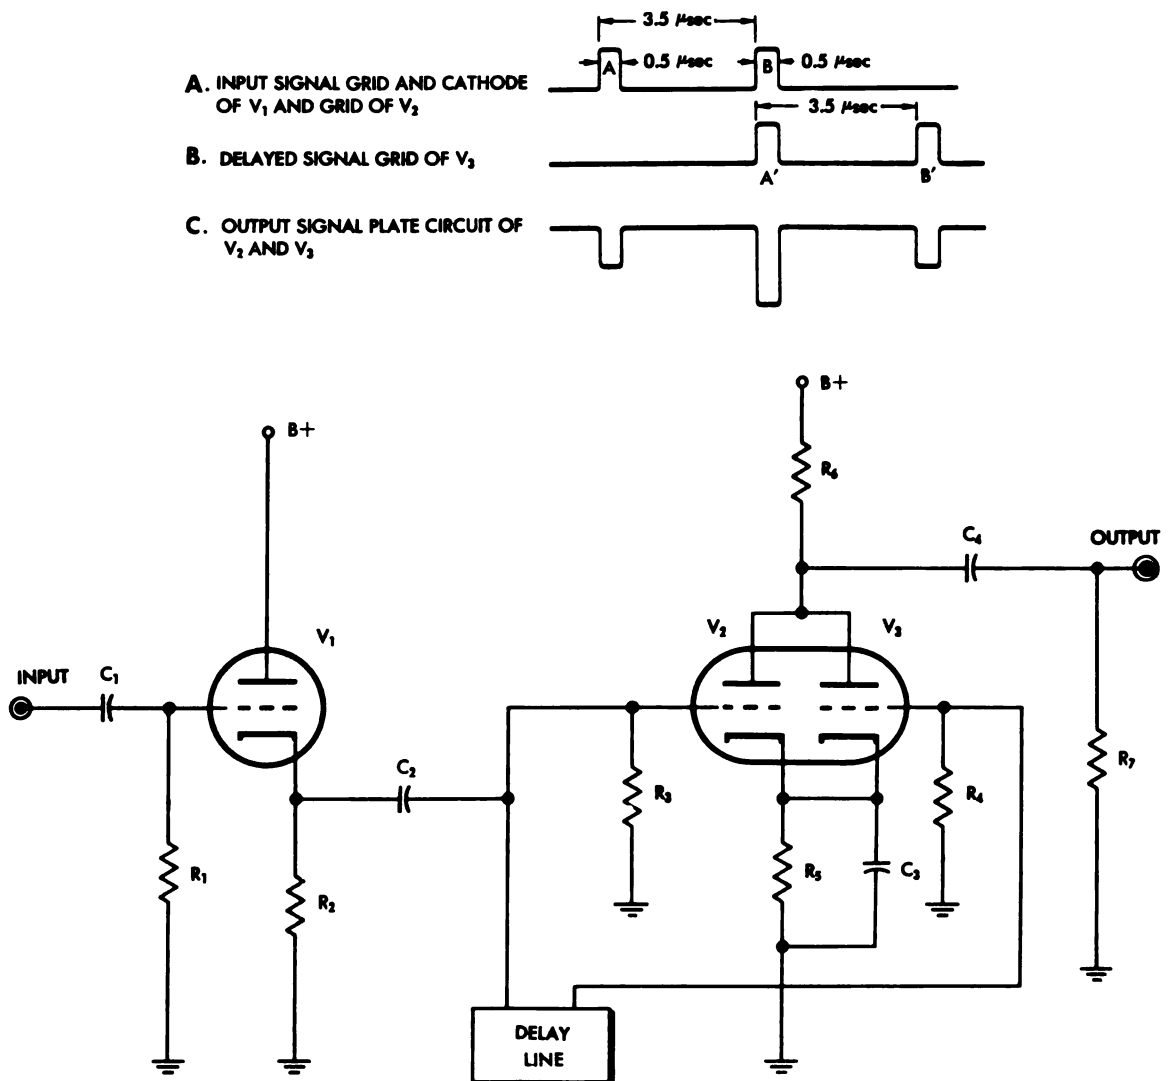 3.5 μsec
A. INPUT SIGNAL GRID AND CATHODE
OF V₁ AND GRID OF V₂
A
0.5 μsec
B
0.5 μsec
3.5 μsec
B. DELAYED SIGNAL GRID OF V₃
A'
B'
C. OUTPUT SIGNAL PLATE CIRCUIT OF
V₂ AND V₃
B+
B+
R₆
C₄
OUTPUT
V₁
V₂
V₃
INPUT
C₁
C₂
R₃
R₄
R₇
R₁
R₂
R₅
C₃
DELAY
LINE